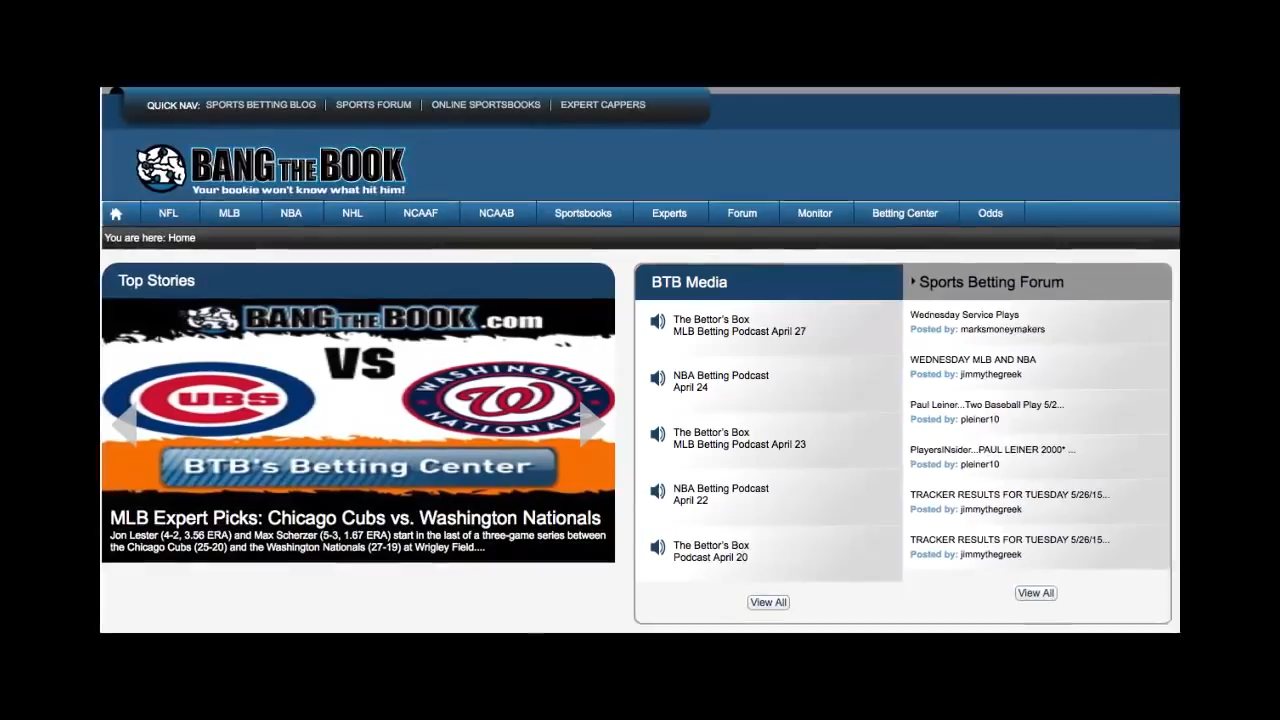 QUICK NAV: SPORTS BETTING BLOG | SPORTS FORUM | ONLINE SPORTSBOOKS | EXPERT CAPPERS
BANG THE BOOK
Your bookie won't know what hit him!
NFL MLB NBA NHL NCAAF NCAAB Sportsbooks Experts Forum Monitor Betting Center Odds
You are here: Home
Top Stories
BANG THE BOOK.com
VS
CUBS
WASHINGTON NATIONALS
BTB's Betting Center
MLB Expert Picks: Chicago Cubs vs. Washington Nationals
Jon Lester (4-2, 3.56 ERA) and Max Scherzer (5-3, 1.67 ERA) start in the last of a three-game series between
the Chicago Cubs (25-20) and the Washington Nationals (27-19) at Wrigley Field....
BTB Media
The Bettor's Box
MLB Betting Podcast April 27
NBA Betting Podcast
April 24
The Bettor's Box
MLB Betting Podcast April 23
NBA Betting Podcast
April 22
The Bettor's Box
Podcast April 20
View All
Sports Betting Forum
Wednesday Service Plays
Posted by: marksmoneymakers
WEDNESDAY MLB AND NBA
Posted by: jimmythegreek
Paul Leiner...Two Baseball Play 5/2...
Posted by: pleiner10
PlayersINsider...PAUL LEINER 2000* ...
Posted by: pleiner10
TRACKER RESULTS FOR TUESDAY 5/26/15...
Posted by: jimmythegreek
TRACKER RESULTS FOR TUESDAY 5/26/15...
Posted by: jimmythegreek
View All